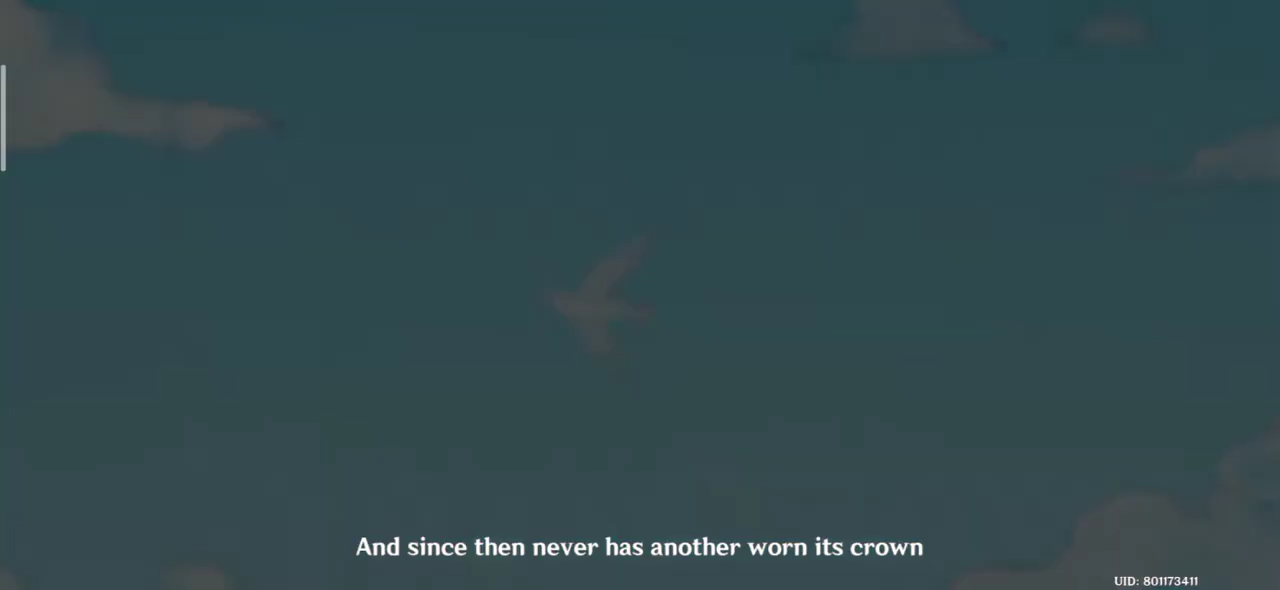 And since then never has another worn its crown
UID: 801173411